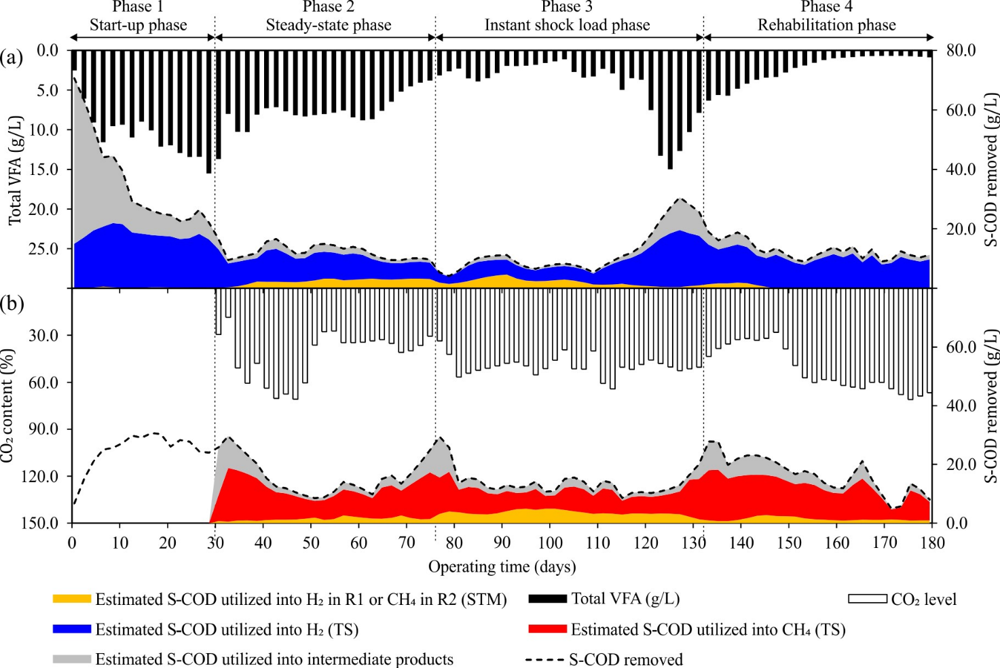 Phase 1 Phase 2 Phase 3 Phase 4
Start-up phase Steady-state phase Instant shock load phase Rehabilitation phase
(a)
0.0
5.0
10.0
15.0
20.0
25.0
Total VFA (g/L)
80.0
60.0
40.0
20.0
S-COD removed (g/L)
(b)
30.0
60.0
90.0
120.0
150.0
CO₂ content (%)
60.0
40.0
20.0
0.0
S-COD removed (g/L)
0 10 20 30 40 50 60 70 80 90 100 110 120 130 140 150 160 170 180
Operating time (days)
Estimated S-COD utilized into H₂ in R1 or CH₄ in R2 (STM) Total VFA (g/L) CO₂ level
Estimated S-COD utilized into H₂ (TS) Estimated S-COD utilized into CH₄ (TS)
Estimated S-COD utilized into intermediate products S-COD removed